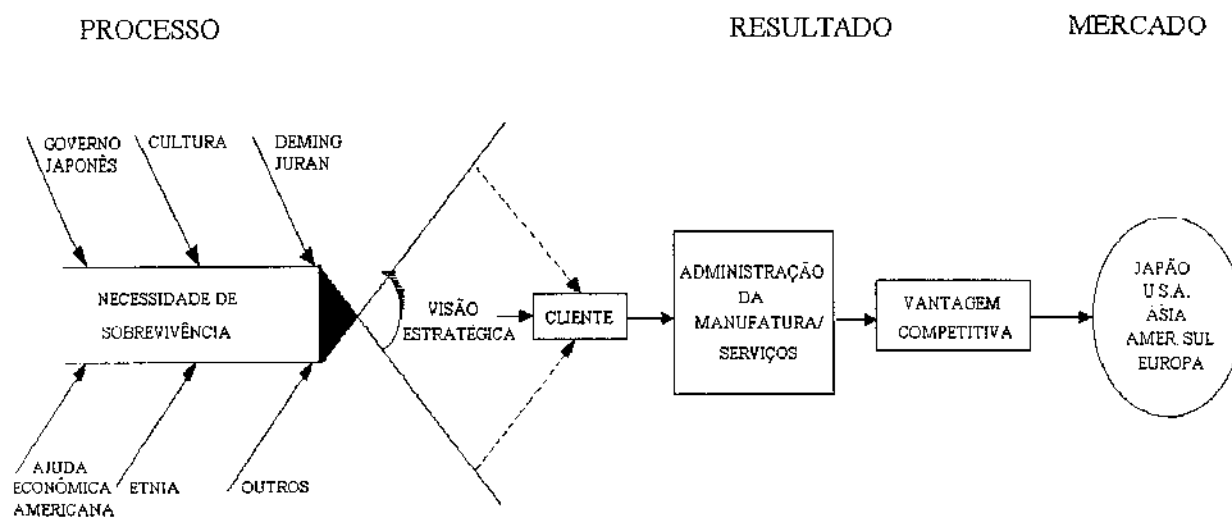 PROCESSO
RESULTADO
MERCADO
GOVERNO
JAPONÊS
CULTURA
DEMING
JURAN
NECESSIDADE DE
SOBREVIVÊNCIA
VISÃO
ESTRATÉGICA
CLIENTE
ADMINISTRAÇÃO
DA
MANUFATURA/
SERVIÇOS
VANTAGEM
COMPETITIVA
JAPÃO
U.S.A.
ÁSIA
AMER. SUL
EUROPA
AJUDA
ECONÔMICA
AMERICANA
ETNIA
OUTROS